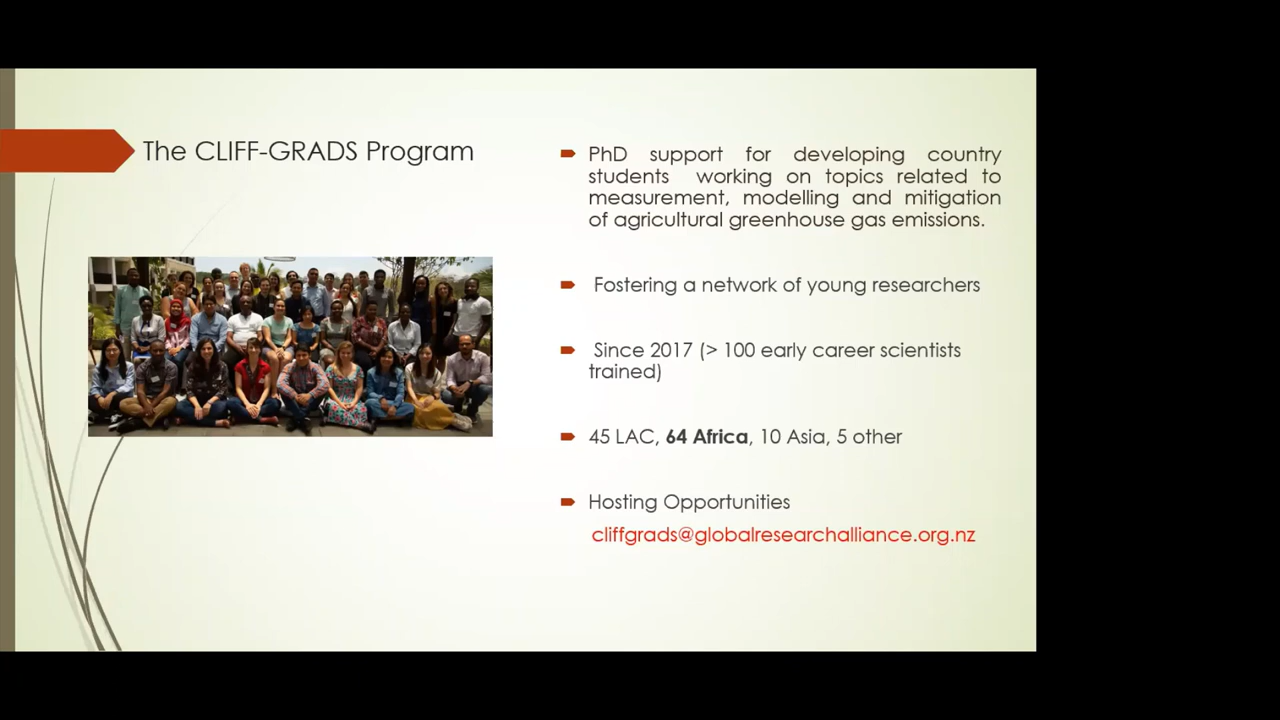 The CLIFF-GRADS Program
PhD support for developing country
students working on topics related to
measurement, modelling and mitigation
of agricultural greenhouse gas emissions.
Fostering a network of young researchers
Since 2017 (> 100 early career scientists
trained)
45 LAC, 64 Africa, 10 Asia, 5 other
Hosting Opportunities
cliffgrads@globalresearchalliance.org.nz